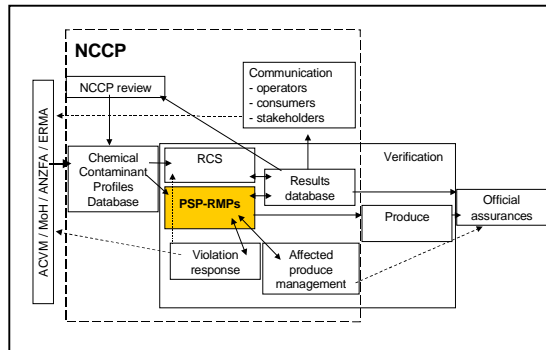 NCCP
Communication
- operators
- consumers
- stakeholders
NCCP review
ACVM / MoH / ANZFA / ERMA
Chemical
Contaminant
Profiles
Database
RCS
Verification
PSP-RMPs
Results
database
Produce
Official
assurances
Violation
response
Affected
produce
management